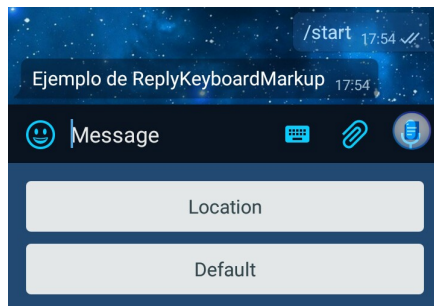 /start 17:54
Ejemplo de ReplyKeyboardMarkup 17:54
Message
Location
Default